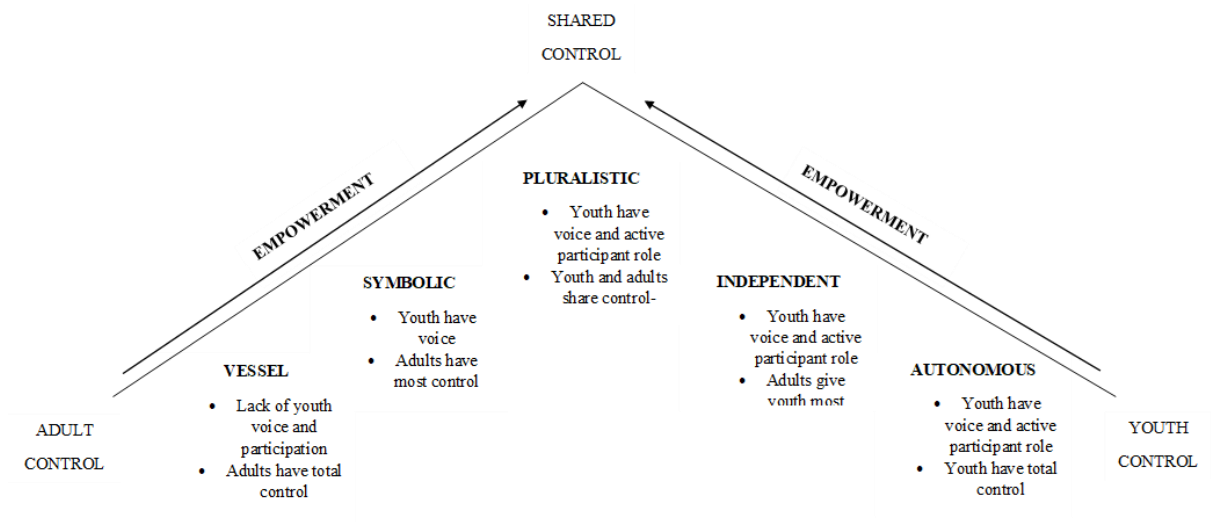 SHARED
CONTROL
EMPOWERMENT
EMPOWERMENT
PLURALISTIC
• Youth have
voice and active
participant role
• Youth and adults
share control-
SYMBOLIC
• Youth have
voice
• Adults have
most control
INDEPENDENT
• Youth have
voice and active
participant role
• Adults give
youth most
VESSEL
• Lack of youth
voice and
participation
• Adults have total
control
AUTONOMOUS
• Youth have
voice and active
participant role
• Youth have total
control
ADULT
CONTROL
YOUTH
CONTROL